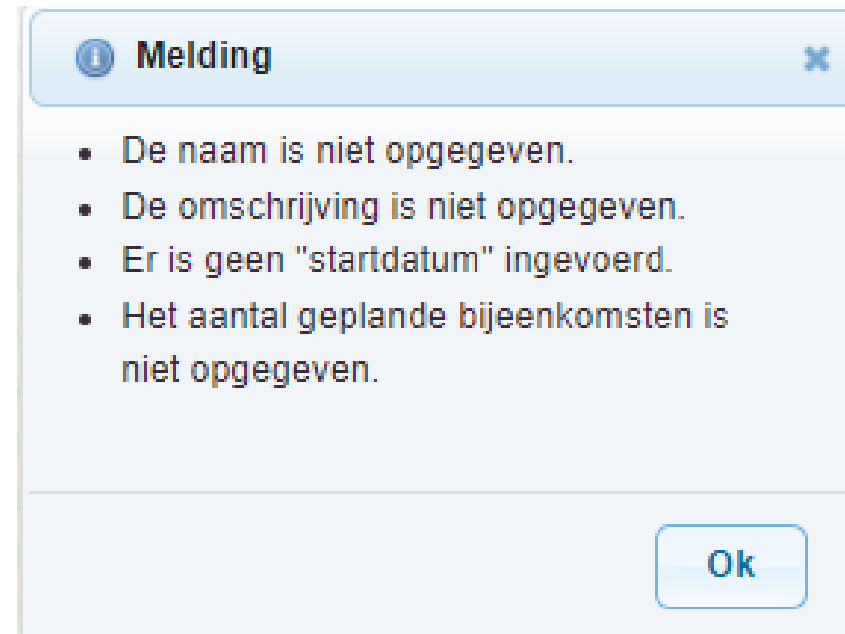 Melding
De naam is niet opgegeven.
De omschrijving is niet opgegeven.
Er is geen "startdatum" ingevoerd.
Het aantal geplande bijeenkomsten is
niet opgegeven.
Ok